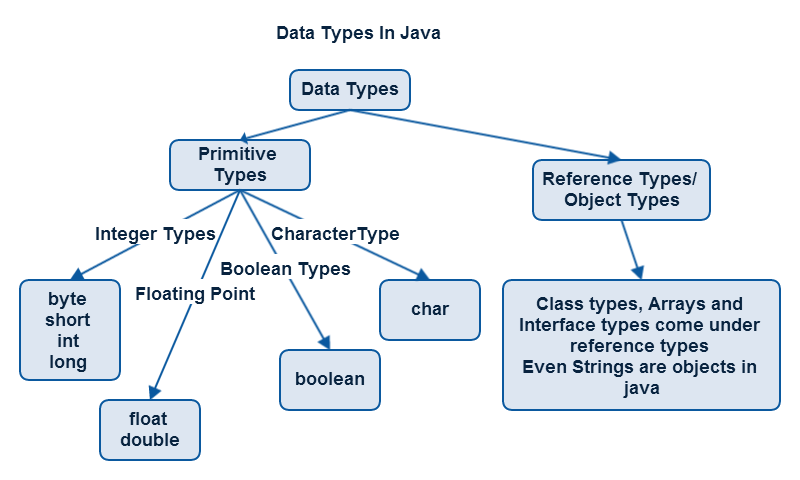 Data Types In Java
Data Types
Primitive
Types
Reference Types/
Object Types
Integer Types
CharacterType
Boolean Types
Floating Point
byte
short
int
long
char
Class types, Arrays and
Interface types come under
reference types
Even Strings are objects in
java
boolean
float
double